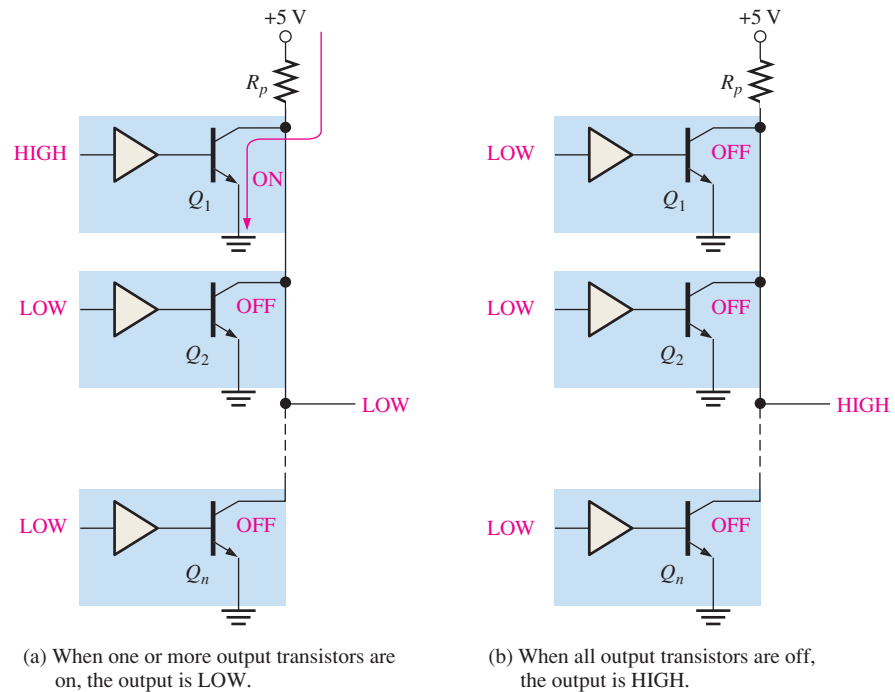 +5 V
R_p
HIGH
ON
Q_1
LOW
OFF
Q_2
LOW
LOW
OFF
Q_n
(a) When one or more output transistors are
on, the output is LOW.
+5 V
R_p
LOW
OFF
Q_1
LOW
OFF
Q_2
HIGH
LOW
OFF
Q_n
(b) When all output transistors are off,
the output is HIGH.